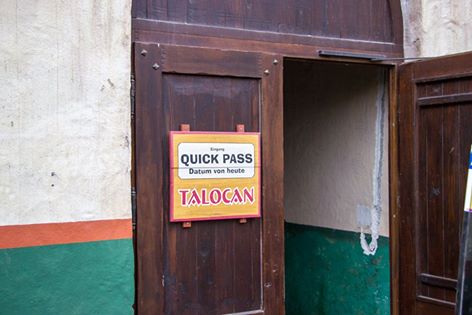 Eingang
QUICK PASS
Datum von heute
TALOCAN